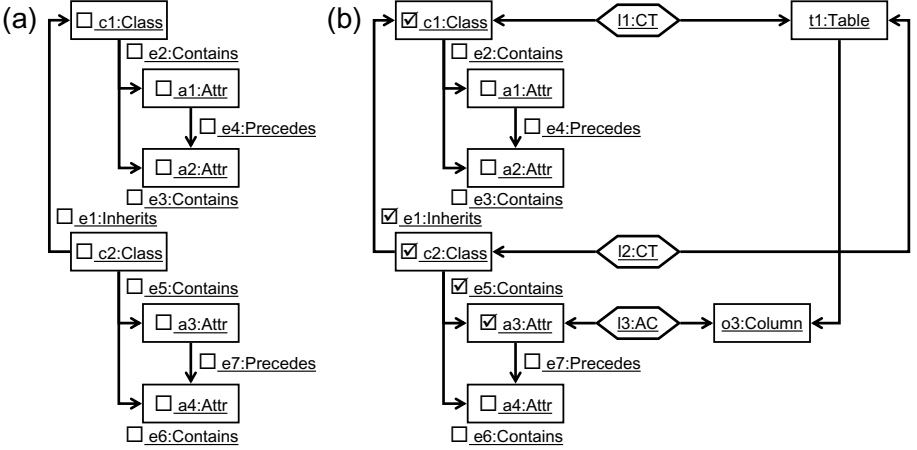 (a)
☐ c1:Class
☐ e2:Contains
☐ a1:Attr
☐ e4:Precedes
☐ a2:Attr
☐ e3:Contains
☐ e1:Inherits
☐ c2:Class
☐ e5:Contains
☐ a3:Attr
☐ e7:Precedes
☐ a4:Attr
☐ e6:Contains
(b)
☑ c1:Class
l1:CT
t1:Table
☐ e2:Contains
☐ a1:Attr
☐ e4:Precedes
☐ a2:Attr
☐ e3:Contains
☑ e1:Inherits
☑ c2:Class
l2:CT
☑ e5:Contains
☑ a3:Attr
l3:AC
o3:Column
☐ e7:Precedes
☐ a4:Attr
☐ e6:Contains